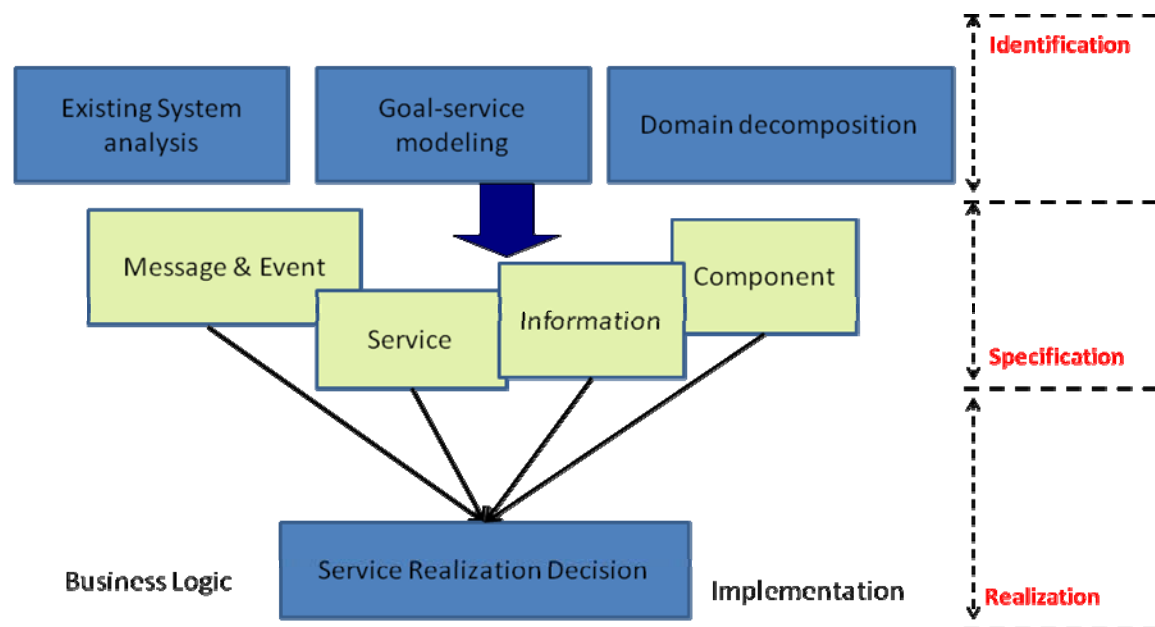 Identification
Existing System
analysis
Goal-service
modeling
Domain decomposition
Message & Event
Service
Information
Component
Specification
Business Logic
Service Realization Decision
Implementation
Realization